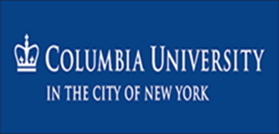 COLUMBIA UNIVERSITY
IN THE CITY OF NEW YORK